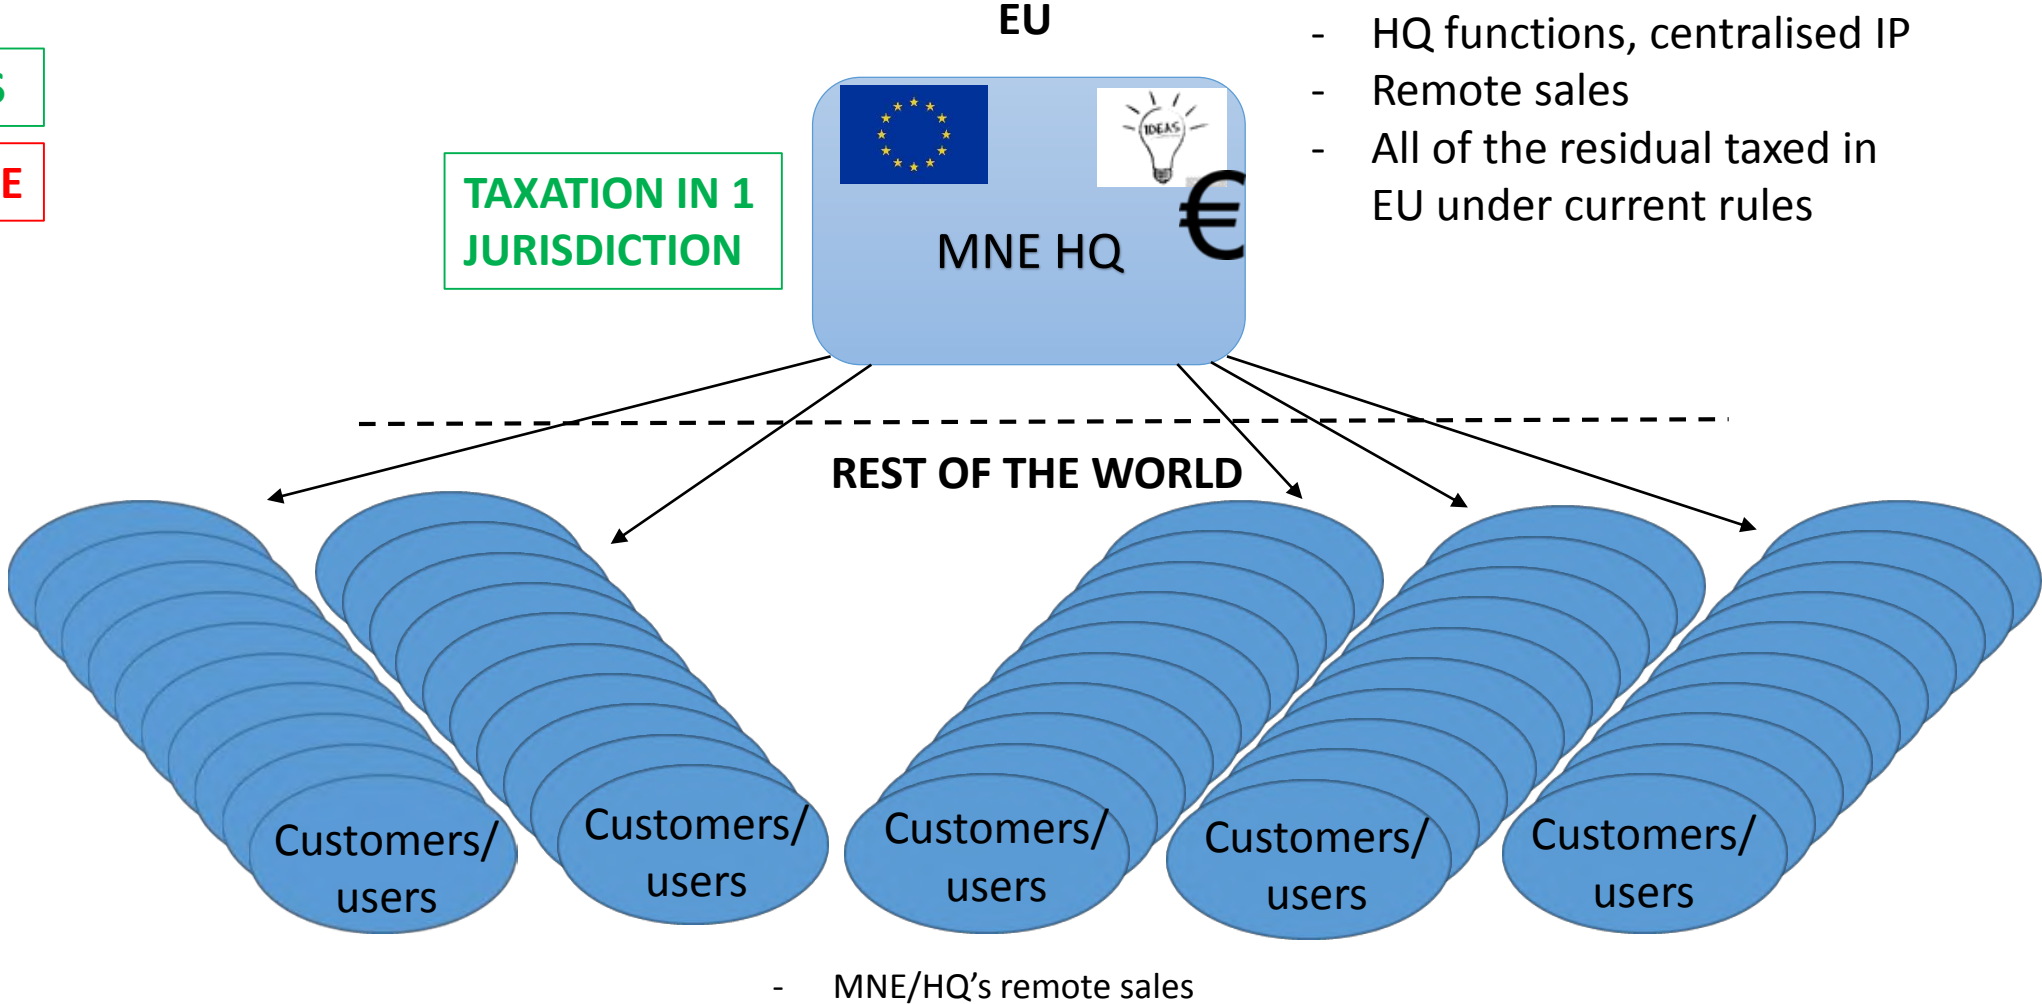 EU
- HQ functions, centralised IP
- Remote sales
- All of the residual taxed in
EU under current rules
S
E
TAXATION IN 1
JURISDICTION
IDEAS
€
MNE HQ
REST OF THE WORLD
Customers/
users
Customers/
users
Customers/
users
Customers/
users
Customers/
users
- MNE/HQ’s remote sales